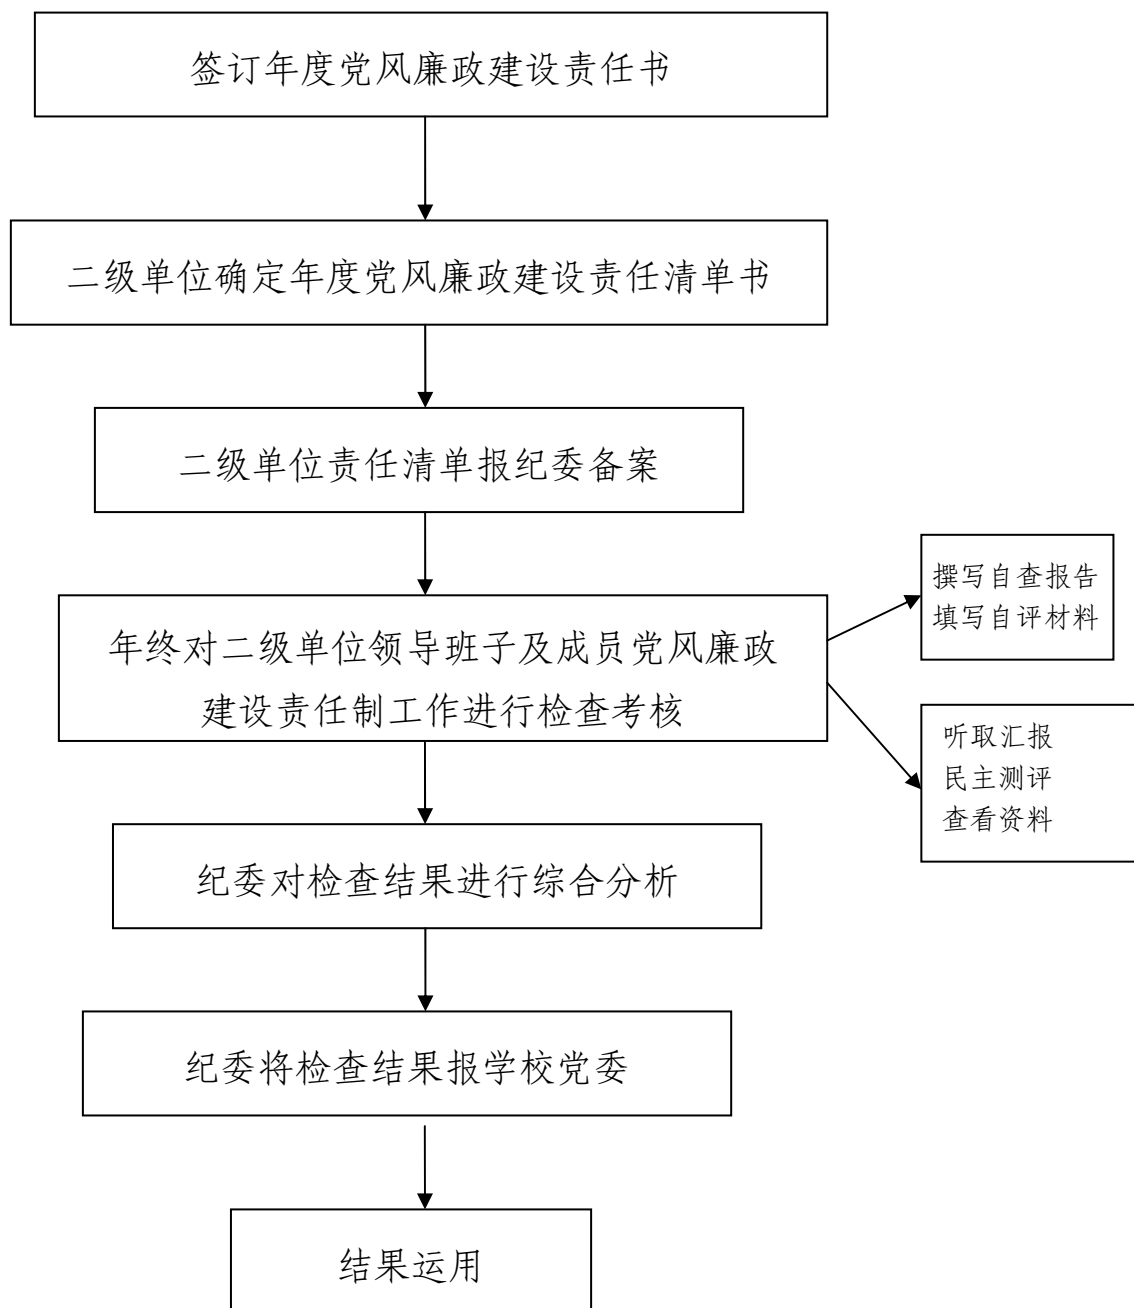 签订年度党风廉政建设责任书
二级单位确定年度党风廉政建设责任清单书
二级单位责任清单报纪委备案
年终对二级单位领导班子及成员党风廉政
建设责任制工作进行检查考核
撰写自查报告
填写自评材料
听取汇报
民主测评
查看资料
纪委对检查结果进行综合分析
纪委将检查结果报学校党委
结果运用